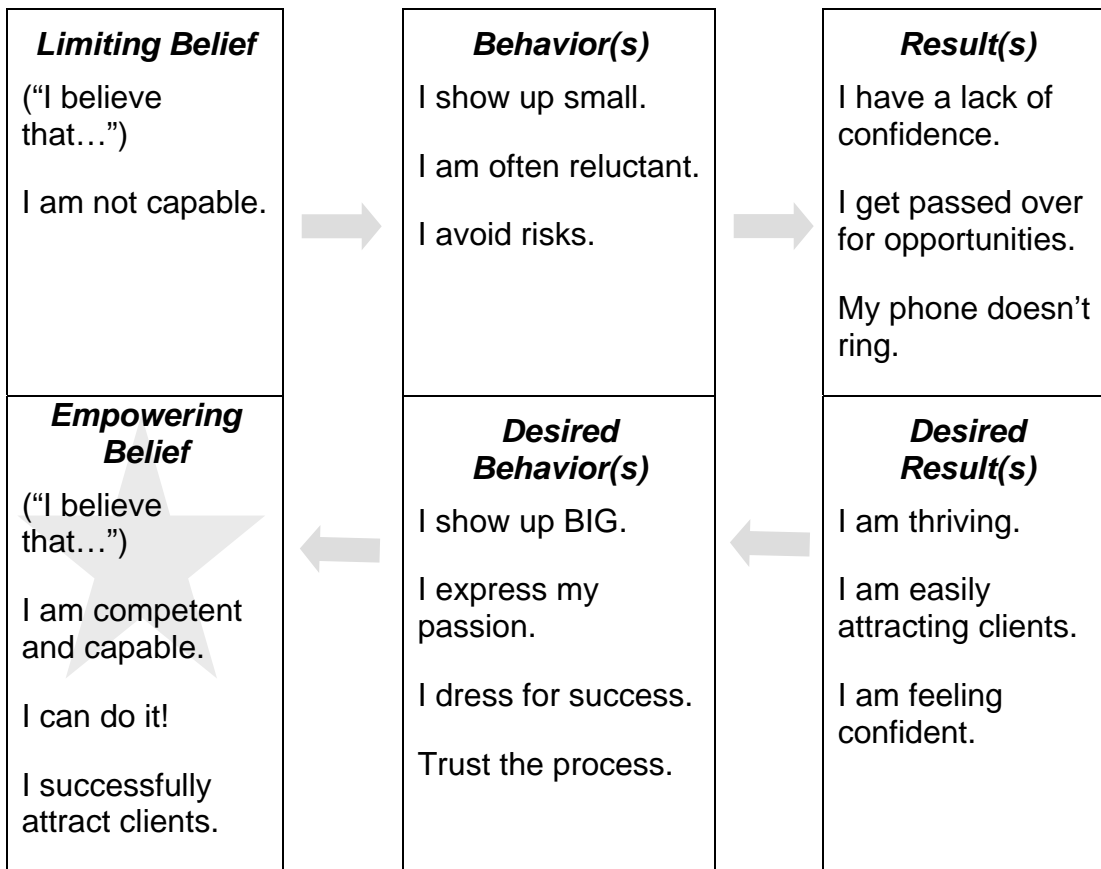 Limiting Belief
(“I believe
that…”)
I am not capable.
Behavior(s)
I show up small.
I am often reluctant.
I avoid risks.
Result(s)
I have a lack of
confidence.
I get passed over
for opportunities.
My phone doesn’t
ring.
Empowering
Belief
(“I believe
that…”)
I am competent
and capable.
I can do it!
I successfully
attract clients.
Desired
Behavior(s)
I show up BIG.
I express my
passion.
I dress for success.
Trust the process.
Desired
Result(s)
I am thriving.
I am easily
attracting clients.
I am feeling
confident.